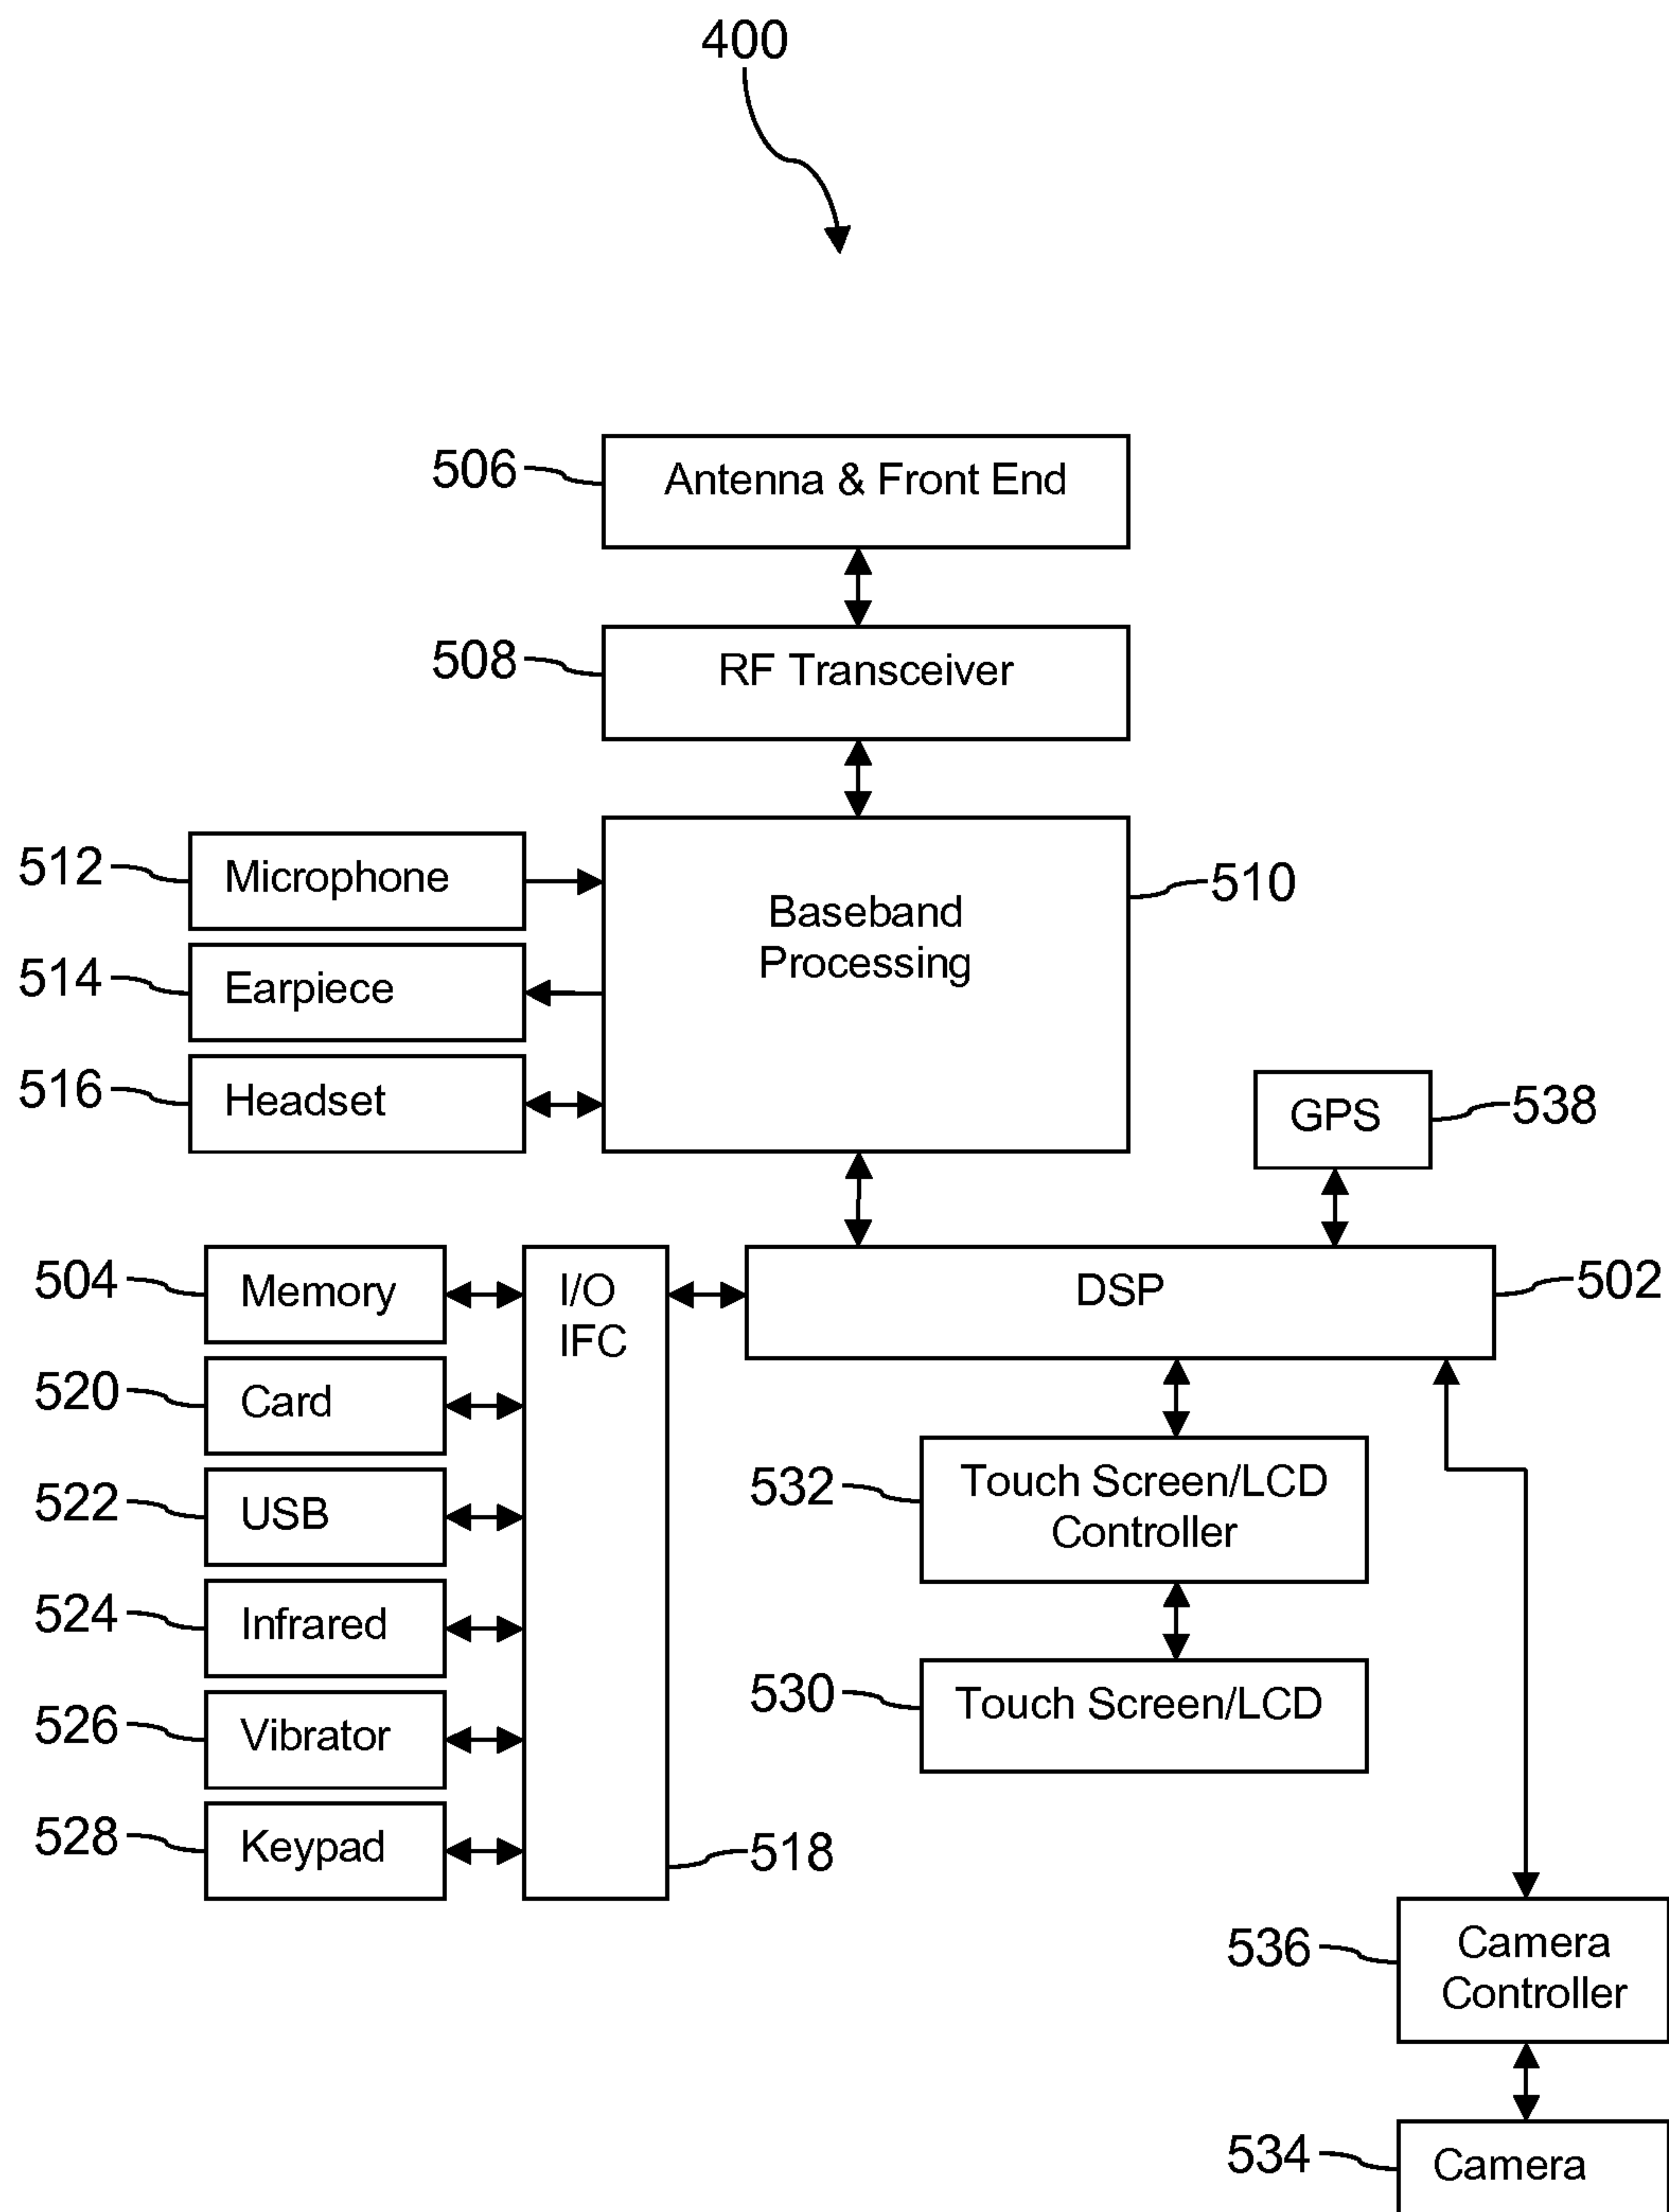 400
506
Antenna & Front End
508
RF Transceiver
512
Microphone
510
Baseband
Processing
514
Earpiece
516
Headset
GPS
538
504
Memory
I/O
IFC
DSP
502
520
Card
522
USB
532
Touch Screen/LCD
Controller
524
Infrared
530
Touch Screen/LCD
526
Vibrator
528
Keypad
518
536
Camera
Controller
534
Camera